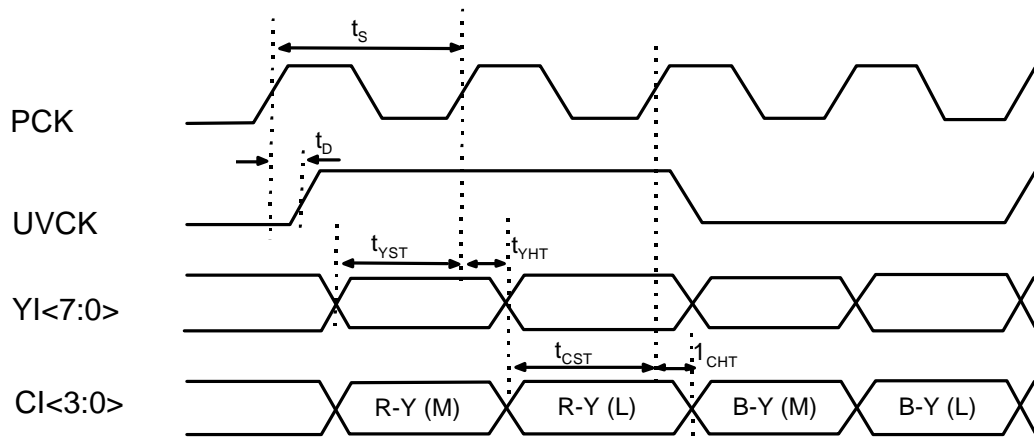 tS
PCK
tD
UVCK
tYST tYHT
YI<7:0>
tCST 1CHT
CI<3:0> R-Y (M) R-Y (L) B-Y (M) B-Y (L)